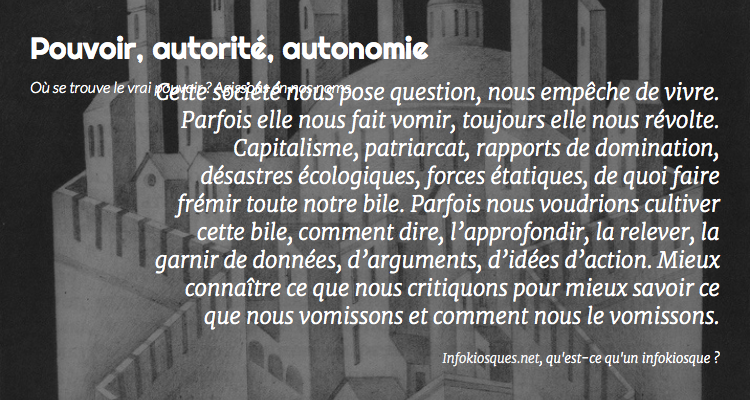 Pouvoir, autorité, autonomie
Où se trouve le vrai pouvoir ? Agissons en nos noms
Cette société nous pose question, nous empêche de vivre.
Parfois elle nous fait vomir, toujours elle nous révolte.
Capitalisme, patriarcat, rapports de domination,
désastres écologiques, forces étatiques, de quoi faire
frémir toute notre bile. Parfois nous voudrions cultiver
cette bile, comment dire, l’approfondir, la relever, la
garnir de données, d’arguments, d’idées d’action. Mieux
connaître ce que nous critiquons pour mieux savoir ce
que nous vomissons et comment nous le vomissons.
Infokiosques.net, qu'est-ce qu'un infokiosque ?